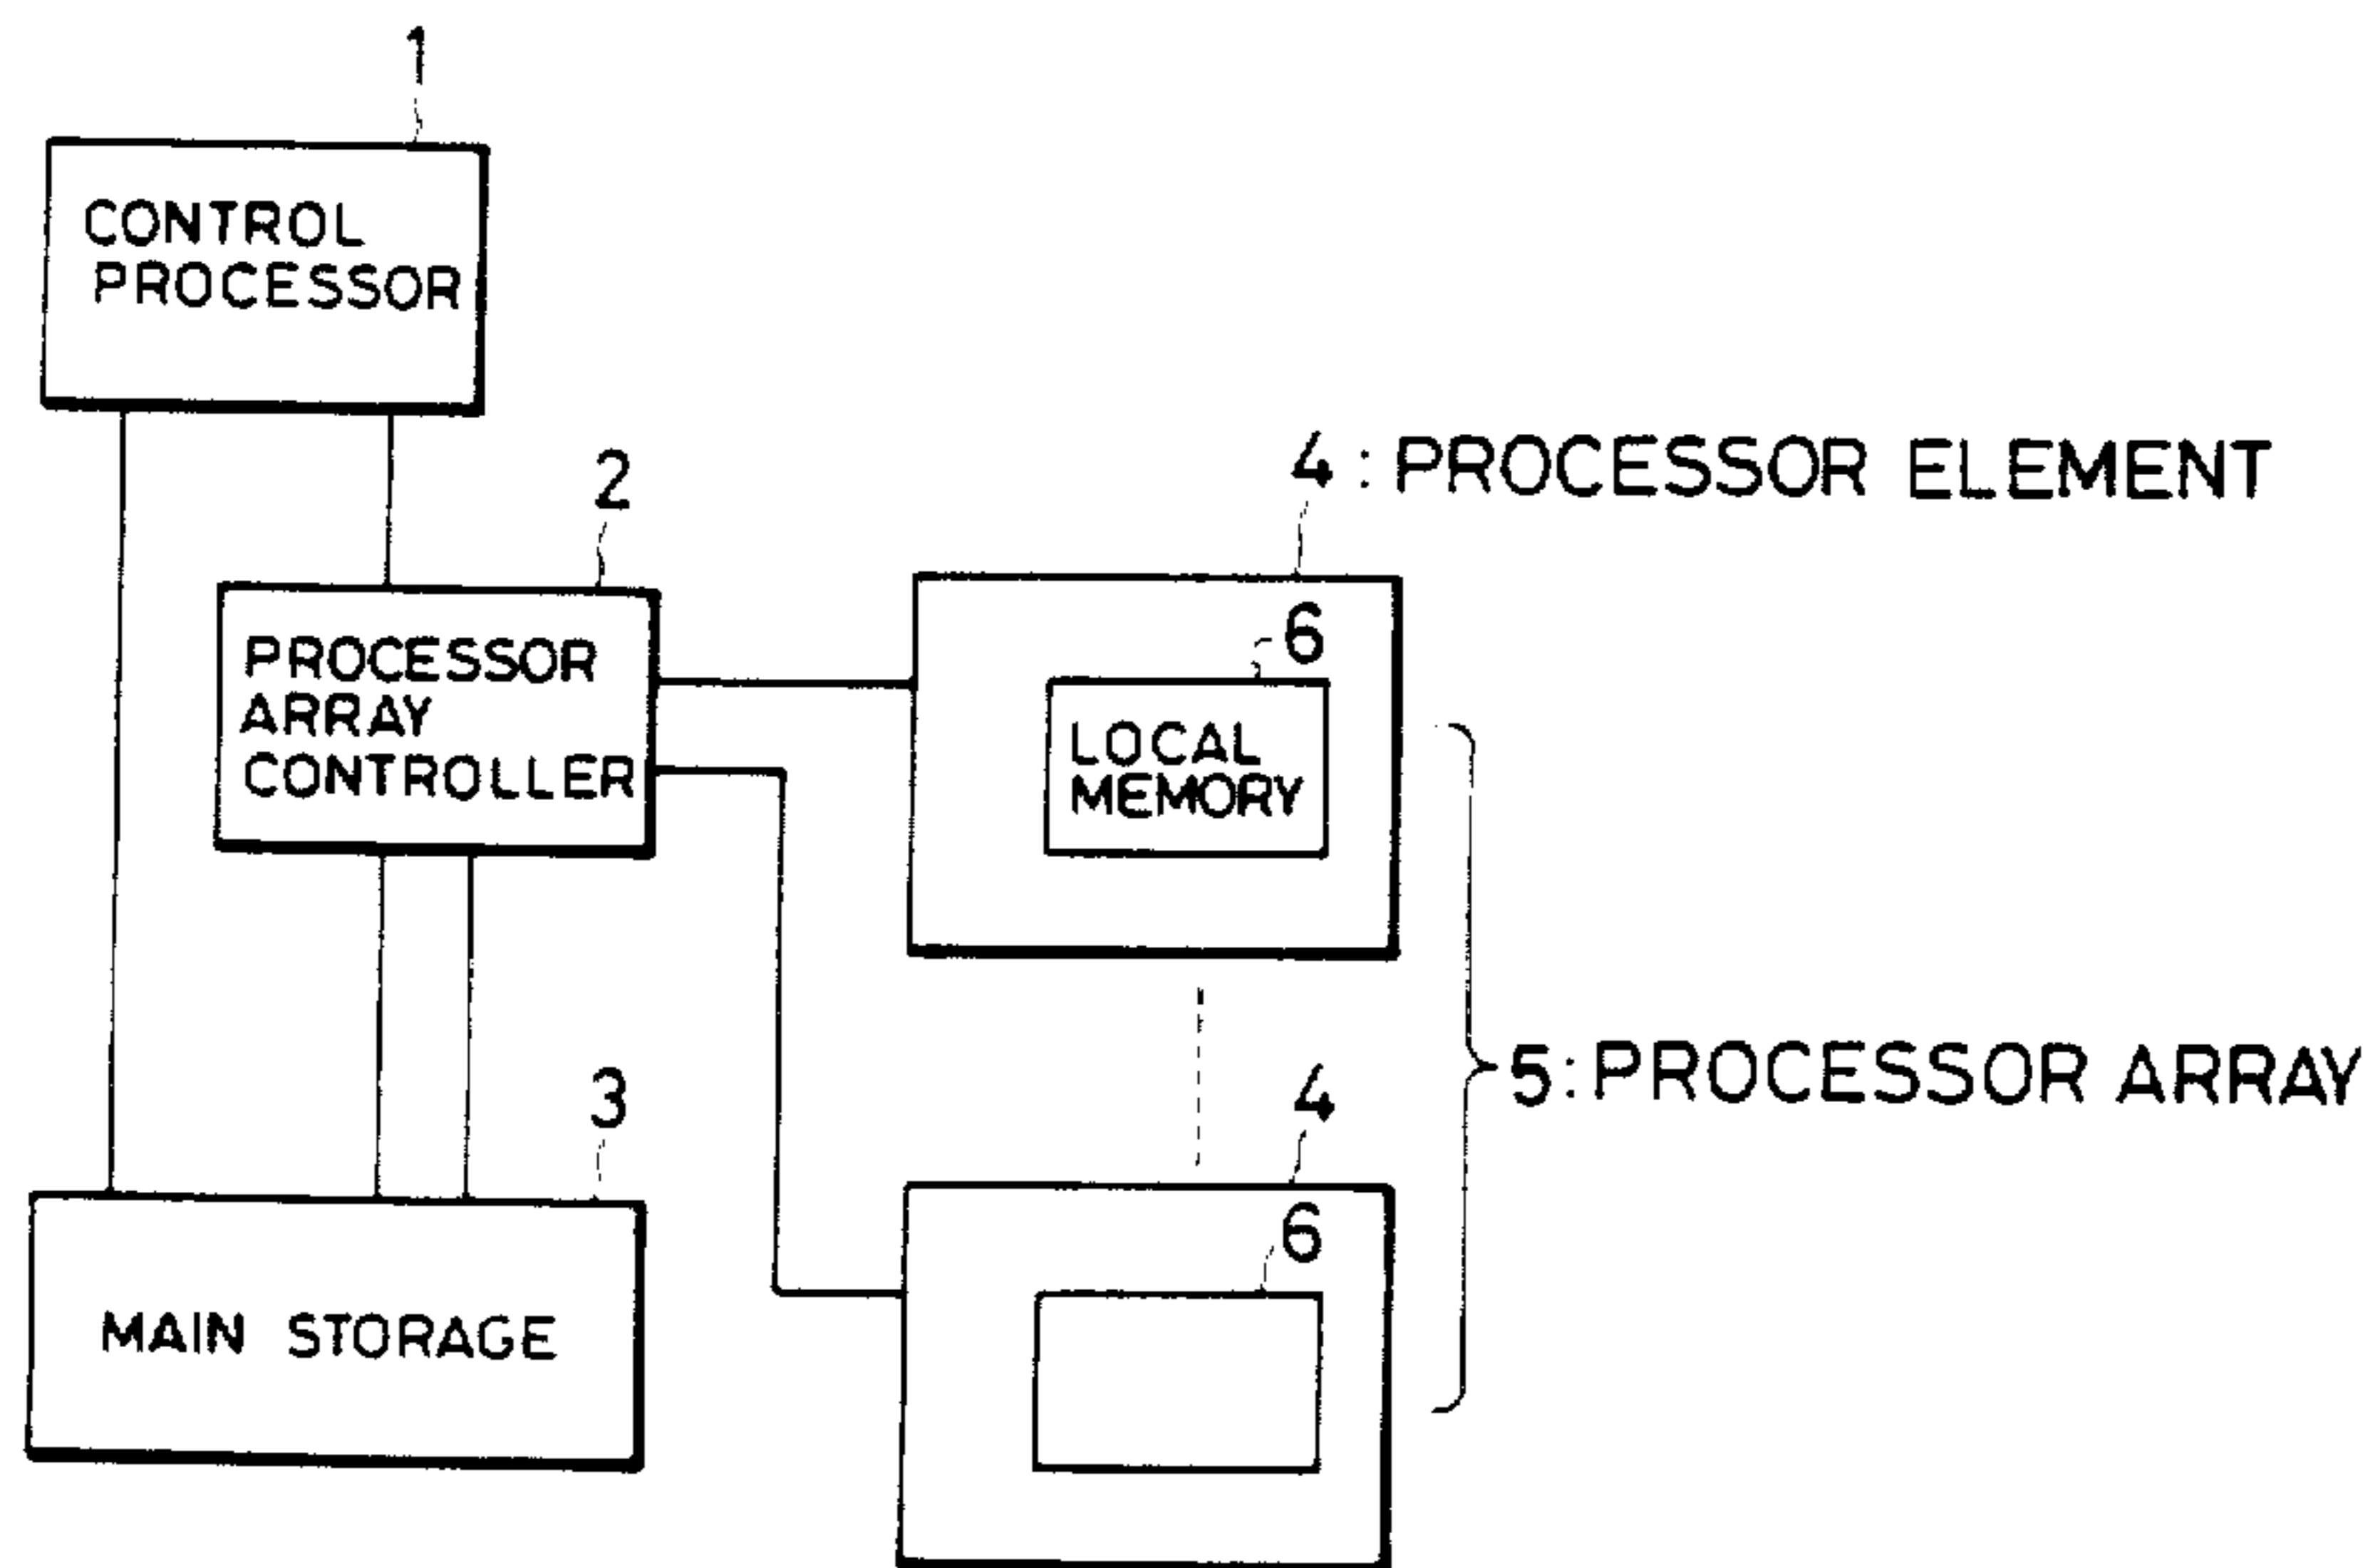 1
CONTROL
PROCESSOR
2
4 : PROCESSOR ELEMENT
PROCESSOR
ARRAY
CONTROLLER
6
LOCAL
MEMORY
3
4
5: PROCESSOR ARRAY
6
MAIN STORAGE